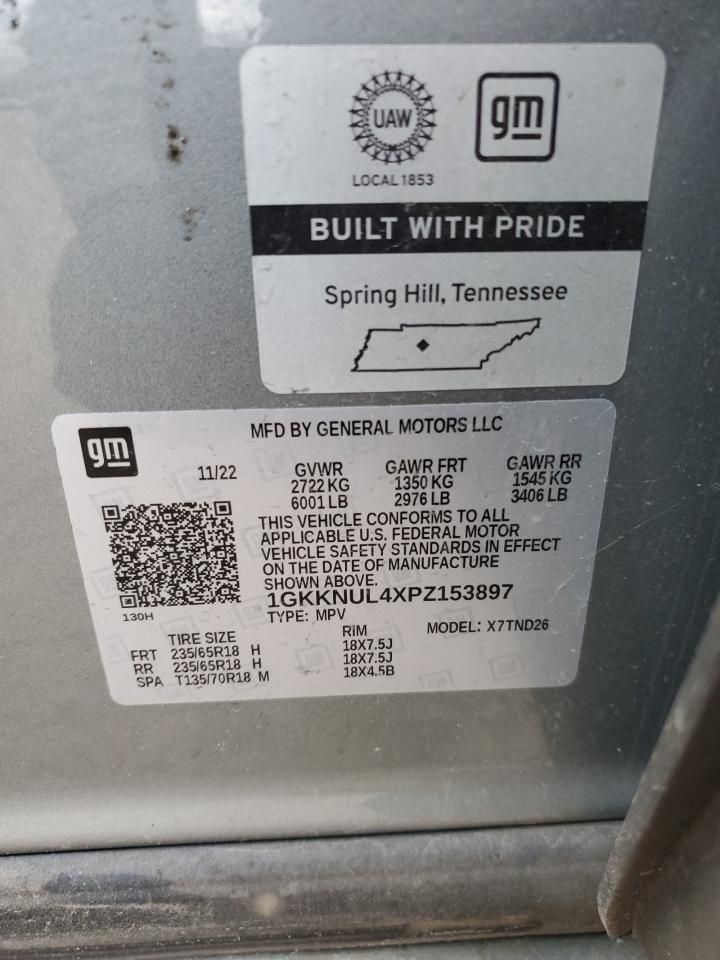 UAW gm
LOCAL 1853
BUILT WITH PRIDE
Spring Hill, Tennessee
gm MFD BY GENERAL MOTORS LLC
11/22 GVWR GAWR FRT GAWR RR
2722 KG 1350 KG 1545 KG
6001 LB 2976 LB 3406 LB
THIS VEHICLE CONFORMS TO ALL
APPLICABLE U.S. FEDERAL MOTOR
VEHICLE SAFETY STANDARDS IN EFFECT
ON THE DATE OF MANUFACTURE
SHOWN ABOVE.
1GKKNUL4XPZ153897
130H TYPE: MPV MODEL: X7TND26
TIRE SIZE RIM
FRT 235/65R18 H 18X7.5J
RR 235/65R18 H 18X7.5J
SPA T135/70R18 M 18X4.5B